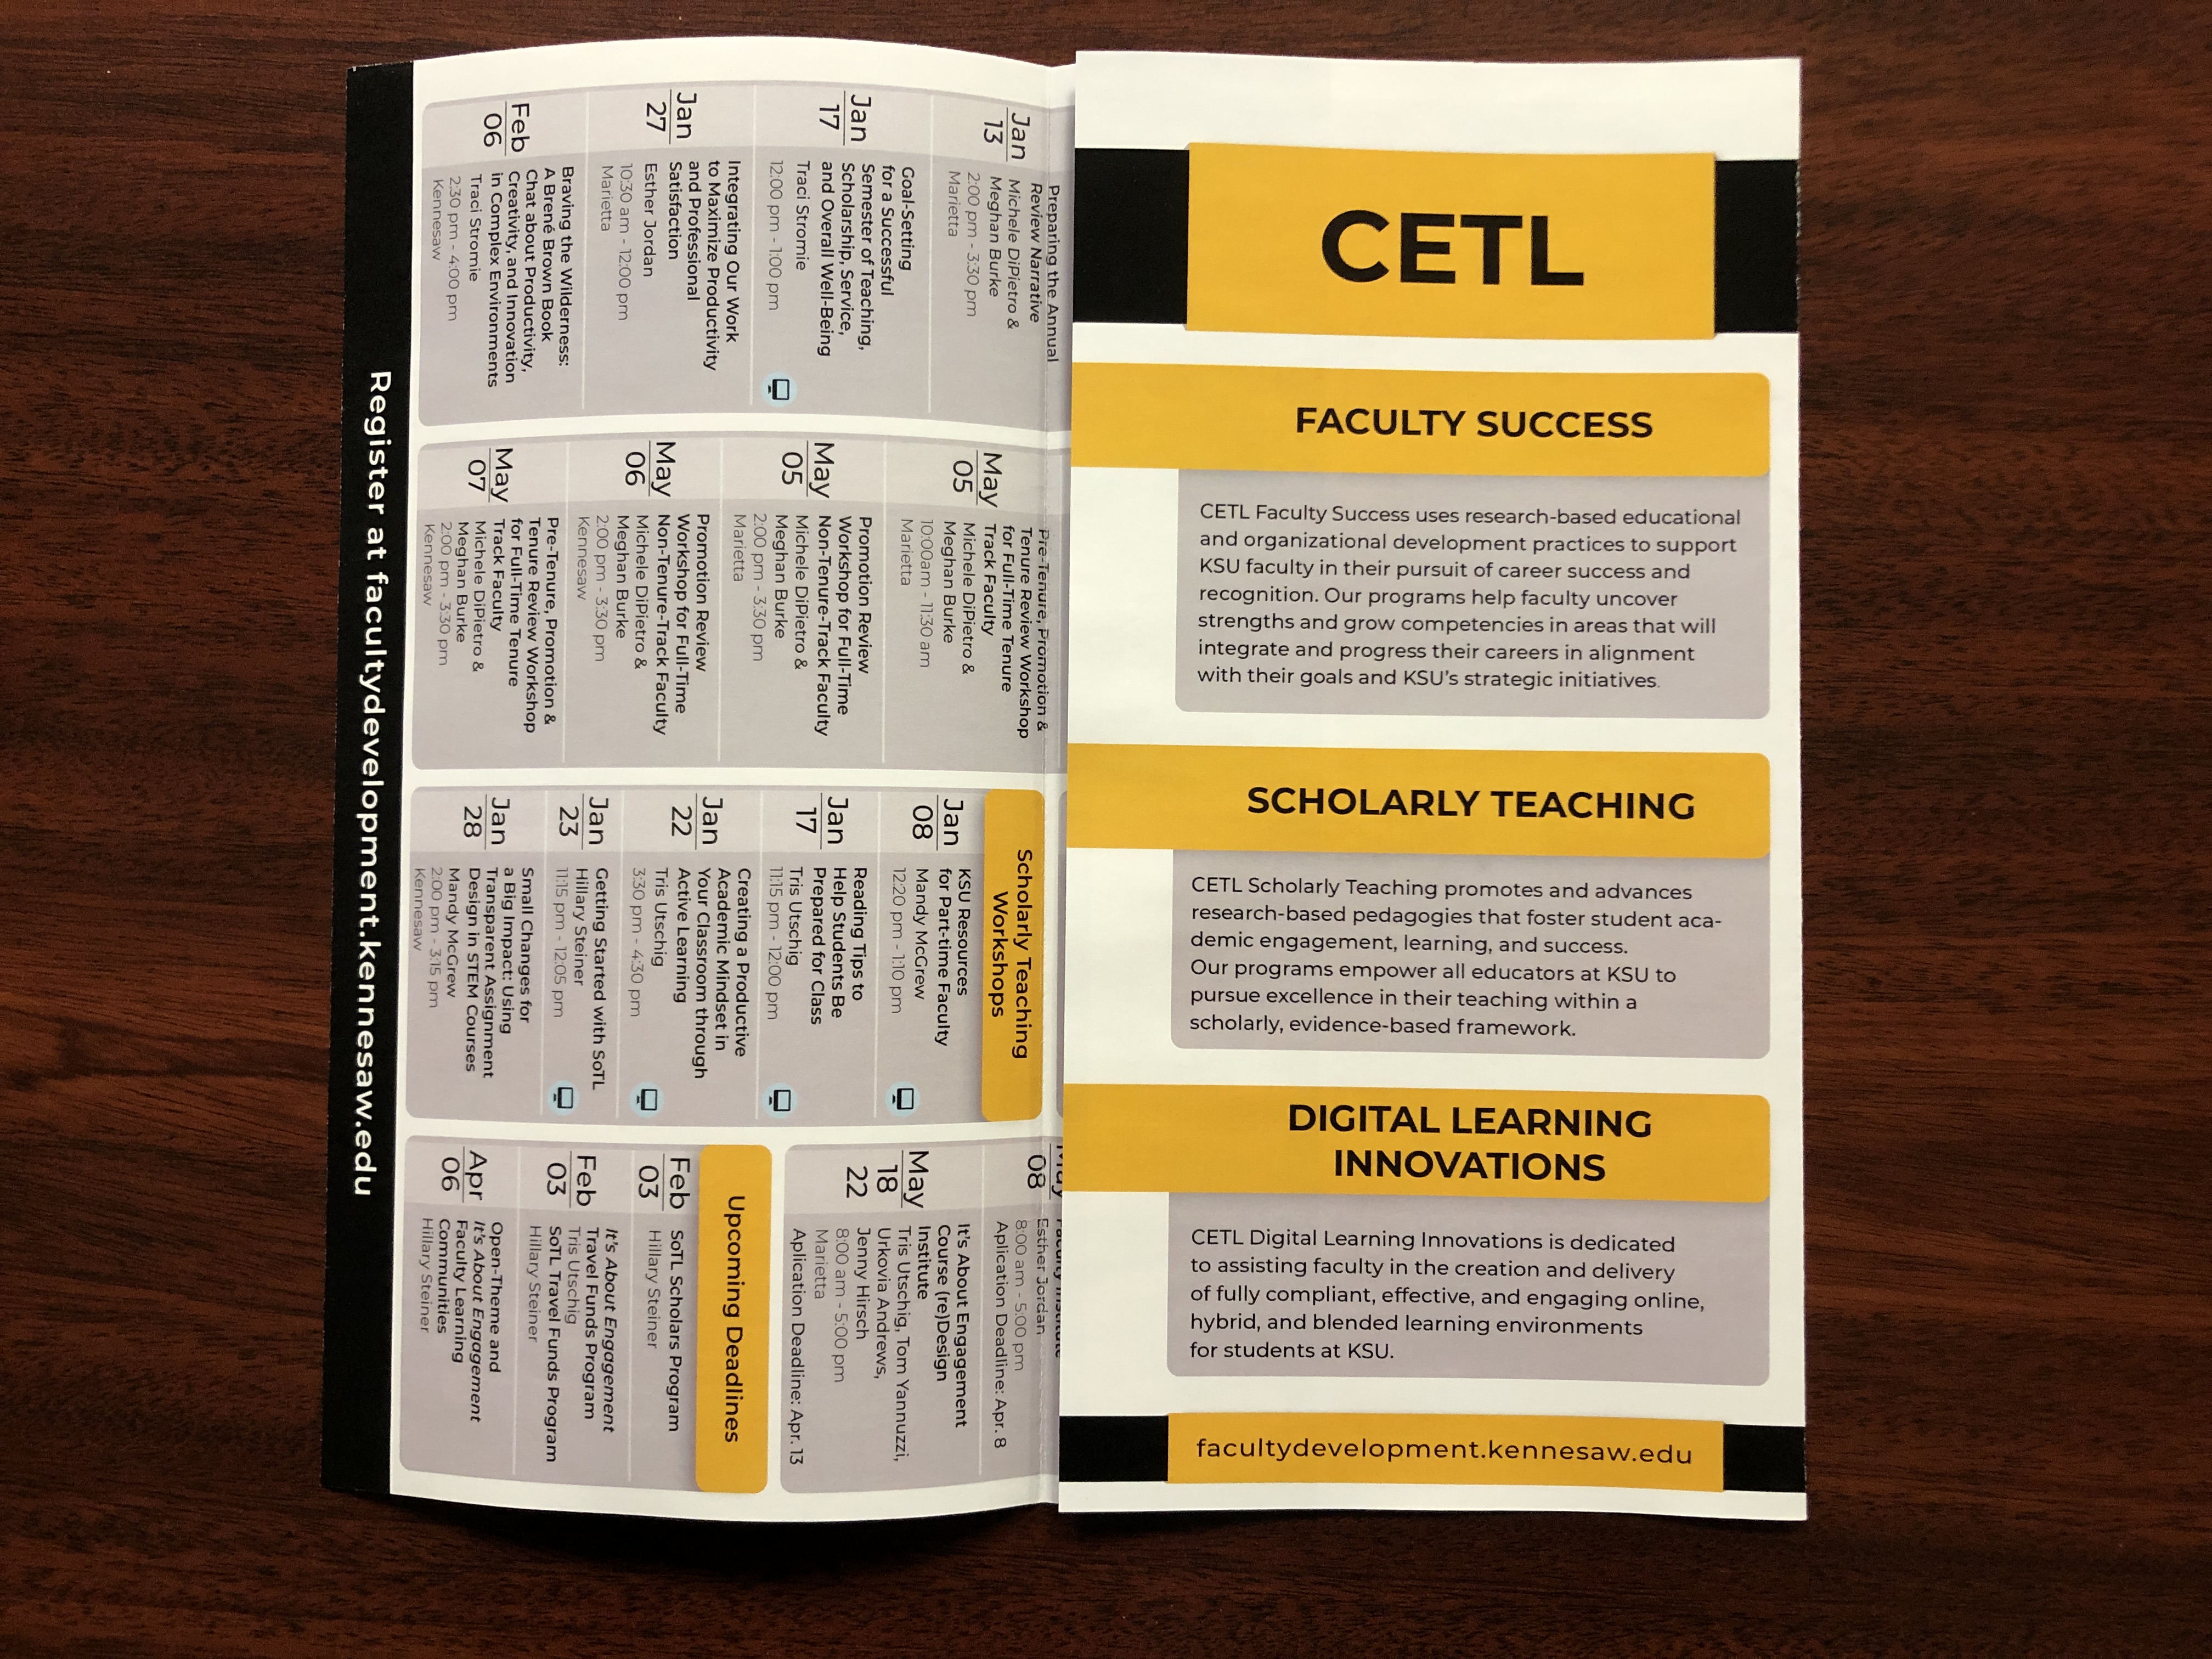 CETL
FACULTY SUCCESS
CETL Faculty Success uses research-based educational
and organizational development practices to support
KSU faculty in their pursuit of career success and
recognition. Our programs help faculty uncover
strengths and grow competencies in areas that will
integrate and progress their careers in alignment
with their goals and KSU's strategic initiatives.
SCHOLARLY TEACHING
CETL Scholarly Teaching promotes and advances
research-based pedagogies that foster student aca-
demic engagement, learning, and success.
Our programs empower all educators at KSU to
pursue excellence in their teaching within a
scholarly, evidence-based framework.
DIGITAL LEARNING
INNOVATIONS
CETL Digital Learning Innovations is dedicated
to assisting faculty in the creation and delivery
of fully compliant, effective, and engaging online,
hybrid, and blended learning environments
for students at KSU.
facultydevelopment.kennesaw.edu
Jan
13
Preparing the Annual
Review Narrative
Michele DiPietro &
Meghan Burke
2:00 pm - 3:30 pm
Marietta
Jan
17
Goal-Setting
for a Successful
Semester of Teaching,
Scholarship, Service,
and Overall Well-Being
Traci Stromie
12:00 pm - 1:00 pm
Jan
27
Integrating Our Work
to Maximize Productivity
and Professional
Satisfaction
Esther Jordan
10:30 am - 12:00 pm
Marietta
Feb
06
Braving the Wilderness:
A Brené Brown Book
Chat about Productivity,
Creativity, and Innovation
in Complex Environments
Traci Stromie
2:30 pm - 4:00 pm
Kennesaw
May
05
Pre-Tenure, Promotion &
Tenure Review Workshop
for Full-Time Tenure
Track Faculty
Michele DiPietro &
Meghan Burke
10:00am - 11:30 am
Marietta
May
05
Promotion Review
Workshop for Full-Time
Non-Tenure-Track Faculty
Michele DiPietro &
Meghan Burke
2:00 pm - 3:30 pm
Marietta
May
06
Promotion Review
Workshop for Full-Time
Non-Tenure-Track Faculty
Michele DiPietro &
Meghan Burke
2:00 pm - 3:30 pm
Kennesaw
May
07
Pre-Tenure, Promotion &
Tenure Review Workshop
for Full-Time Tenure
Track Faculty
Michele DiPietro &
Meghan Burke
2:00 pm - 3:30 pm
Kennesaw
Scholarly Teaching
Workshops
Jan
08
KSU Resources
for Part-time Faculty
Mandy McGrew
12:20 pm - 1:10 pm
Jan
17
Reading Tips to
Help Students Be
Prepared for Class
Tris Utschig
11:15 pm - 12:00 pm
Jan
22
Creating a Productive
Academic Mindset in
Your Classroom through
Active Learning
Tris Utschig
3:30 pm - 4:30 pm
Jan
23
Getting Started with SoTL
Hillary Steiner
11:15 pm - 12:05 pm
Jan
28
Small Changes for
a Big Impact: Using
Transparent Assignment
Design in STEM Courses
Mandy McGrew
2:00 pm - 3:15 pm
Kennesaw
May
08
Faculty Institute
Esther Jordan
8:00 am - 5:00 pm
Application Deadline: Apr. 8
May
18
22
It's About Engagement
Course (re)Design
Institute
Tris Utschig, Tom Yannuzzi,
Urkovia Andrews,
Jenny Hirsch
8:00 am - 5:00 pm
Marietta
Aplication Deadline: Apr. 13
Upcoming Deadlines
Feb
03
SoTL Scholars Program
Hillary Steiner
Feb
03
It's About Engagement
Travel Funds Program
Tris Utschig
SoTL Travel Funds Program
Hillary Steiner
Apr
06
Open-Theme and
It's About Engagement
Faculty Learning
Communities
Hillary Steiner
Register at facultydevelopment.kennesaw.edu